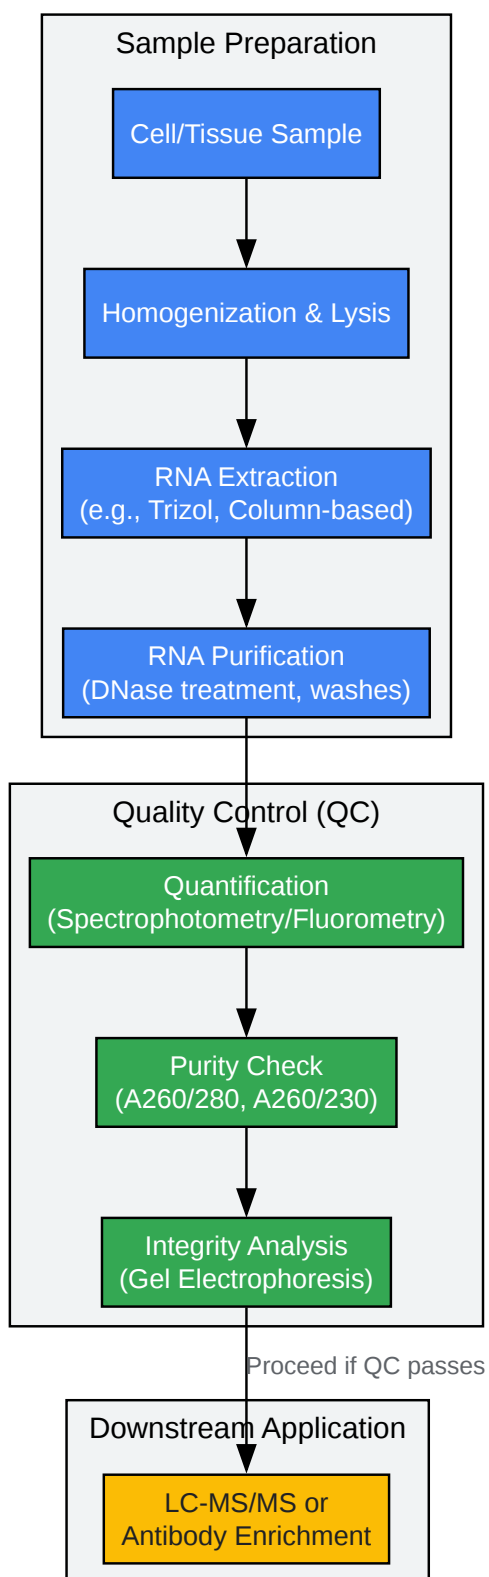 Sample Preparation
Cell/Tissue Sample
Homogenization & Lysis
RNA Extraction
(e.g., Trizol, Column-based)
RNA Purification
(DNase treatment, washes)
Quality Control (QC)
Quantification
(Spectrophotometry/Fluorometry)
Purity Check
(A260/280, A260/230)
Integrity Analysis
(Gel Electrophoresis)
Proceed if QC passes
Downstream Application
LC-MS/MS or
Antibody Enrichment